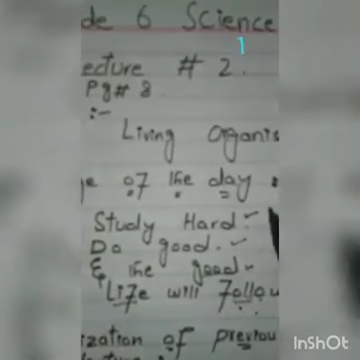 de 6 Science
ecture # 2.
Pg# 8
:-
Living Organis
ge of the day :
Study Hard.
Do good.
& the good
Life will Follow
ization of previou
InShOt